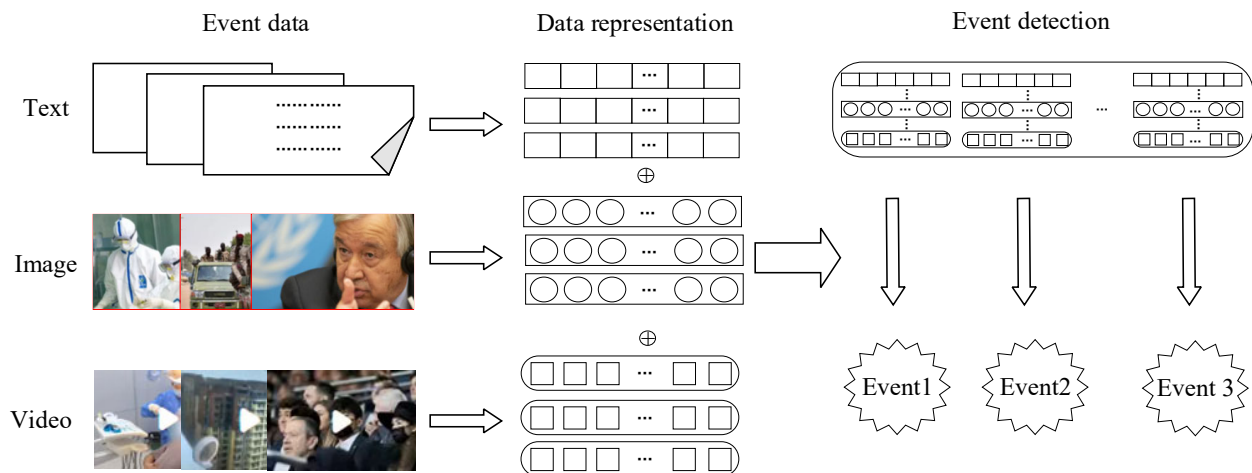 Event data
Data representation
Event detection
Text
Image
Video
Event1
Event2
Event 3